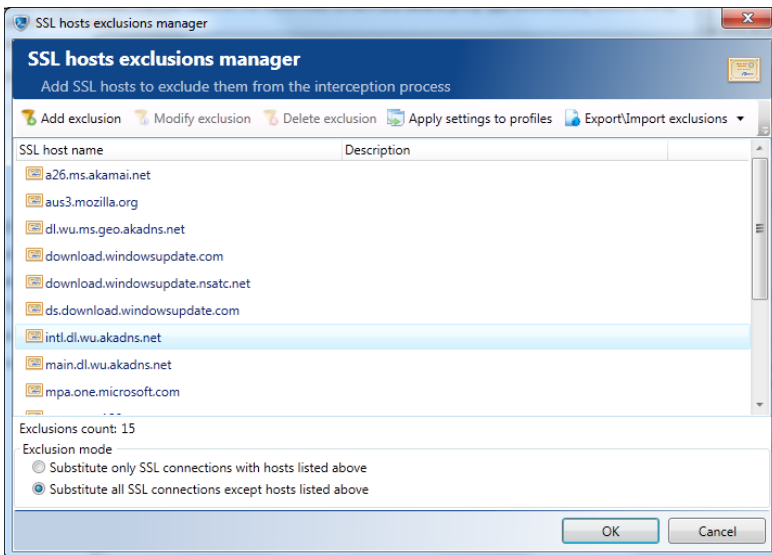 SSL hosts exclusions manager
SSL hosts exclusions manager
Add SSL hosts to exclude them from the interception process
Add exclusion Modify exclusion Delete exclusion Apply settings to profiles Export\Import exclusions
SSL host name Description
a26.ms.akamai.net
aus3.mozilla.org
dl.wu.ms.geo.akadns.net
download.windowsupdate.com
download.windowsupdate.nsatc.net
ds.download.windowsupdate.com
intl.dl.wu.akadns.net
main.dl.wu.akadns.net
mpa.one.microsoft.com
Exclusions count: 15
Exclusion mode
Substitute only SSL connections with hosts listed above
Substitute all SSL connections except hosts listed above
OK Cancel